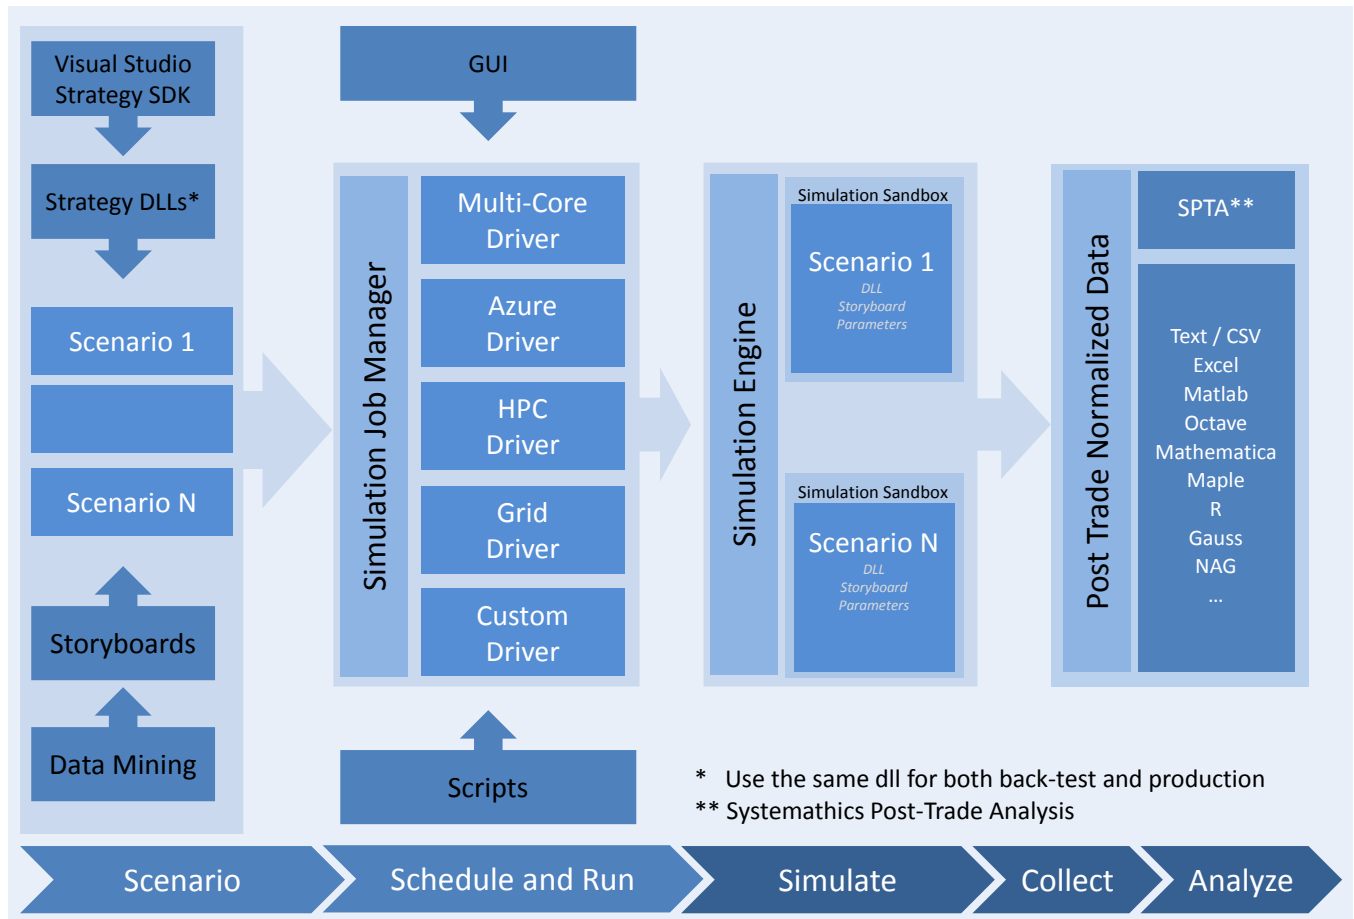 Visual Studio
Strategy SDK
Strategy DLLs*
Scenario 1
Scenario N
Storyboards
Data Mining
GUI
Simulation Job Manager
Multi-Core
Driver
Azure
Driver
HPC
Driver
Grid
Driver
Custom
Driver
Scripts
Simulation Engine
Simulation Sandbox
Scenario 1
DLL
Storyboard
Parameters
Simulation Sandbox
Scenario N
DLL
Storyboard
Parameters
Post Trade Normalized Data
SPTA**
Text / CSV
Excel
Matlab
Octave
Mathematica
Maple
R
Gauss
NAG
...
* Use the same dll for both back-test and production
** Systemathics Post-Trade Analysis
Scenario
Schedule and Run
Simulate
Collect
Analyze